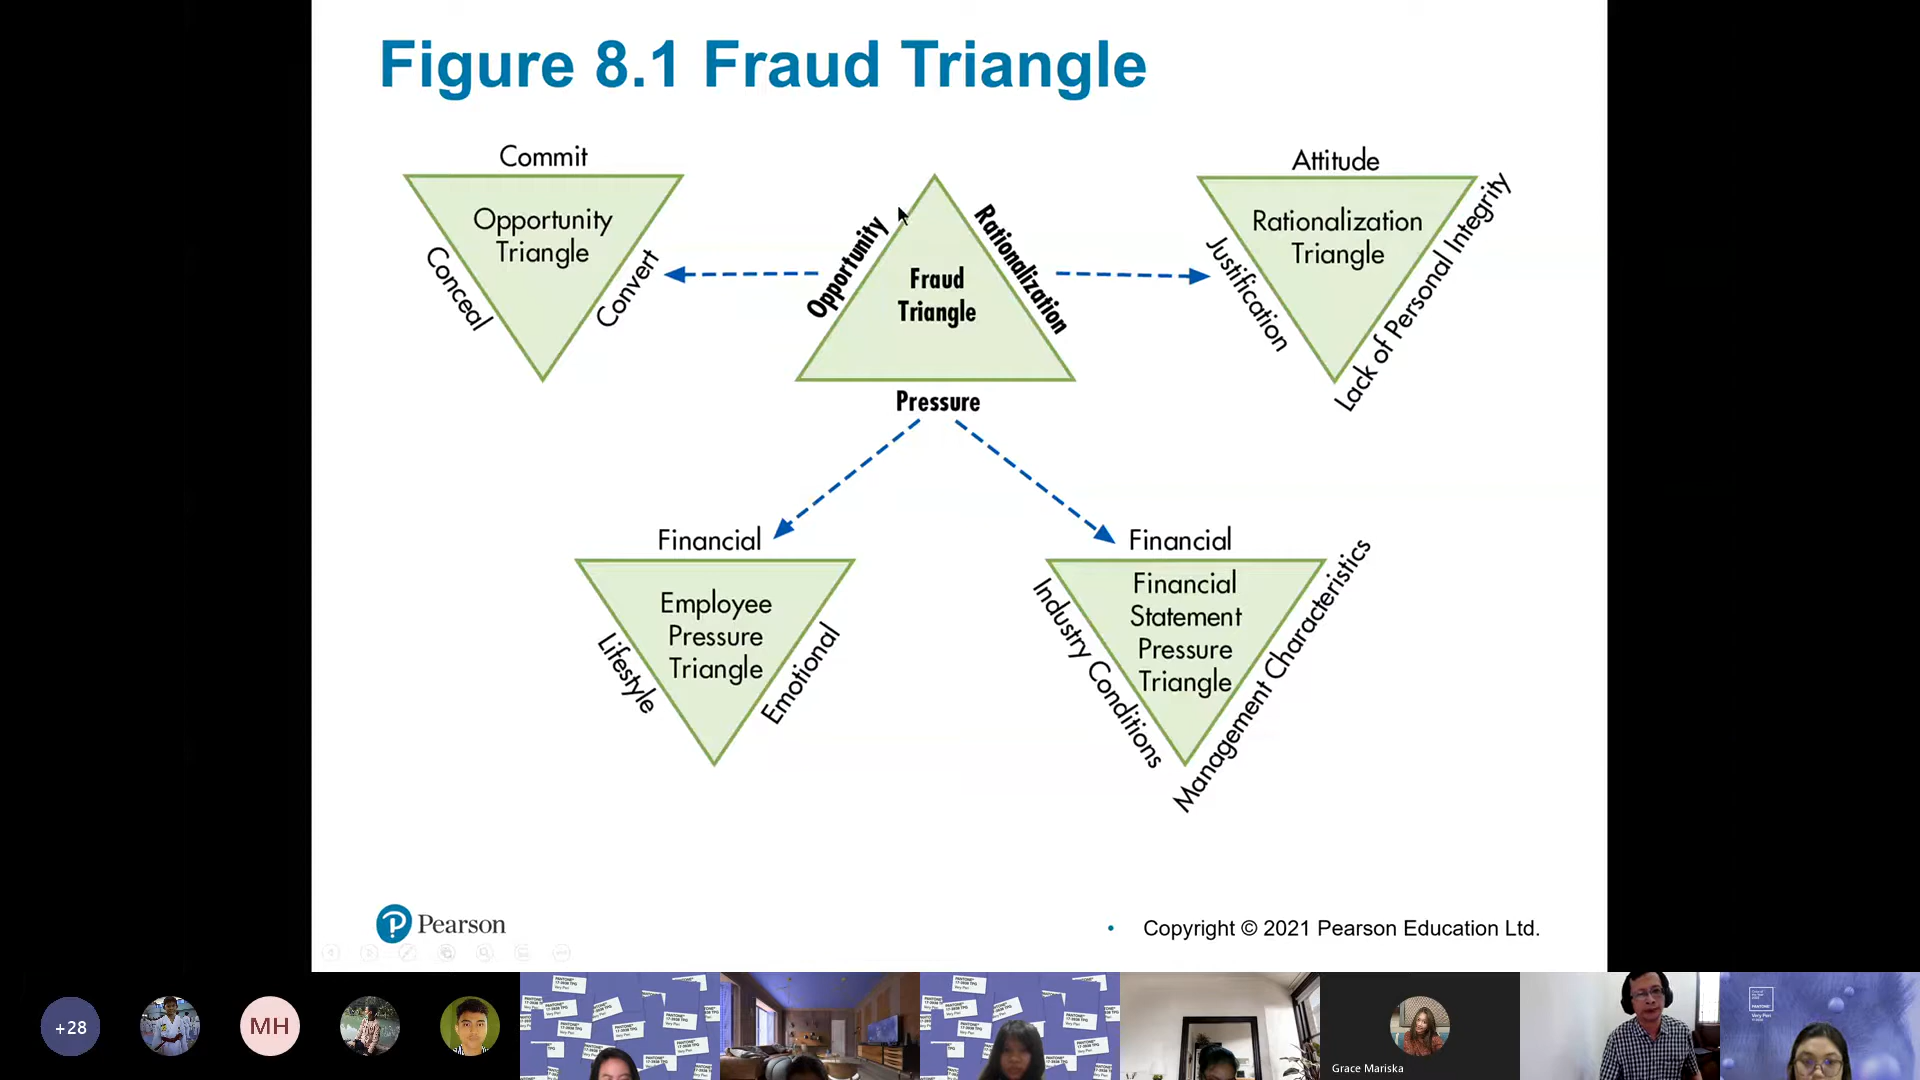 Figure 8.1 Fraud Triangle
Commit
Opportunity
Triangle
Conceal
Convert
Opportunity
Rationalization
Fraud
Triangle
Pressure
Attitude
Rationalization
Triangle
Justification
Lack of Personal Integrity
Financial
Employee
Pressure
Triangle
Lifestyle
Emotional
Financial
Financial
Statement
Pressure
Triangle
Industry Conditions
Management Characteristics
P Pearson
• Copyright © 2021 Pearson Education Ltd.
+28
MH
Grace Mariska